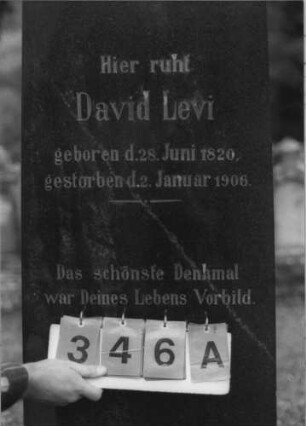 Hier ruht
David Levi
geboren d. 28. Juni 1820,
gestorben d. 2. Januar 1906.
Das schönste Denkmal
war Deines Lebens Vorbild.
346A